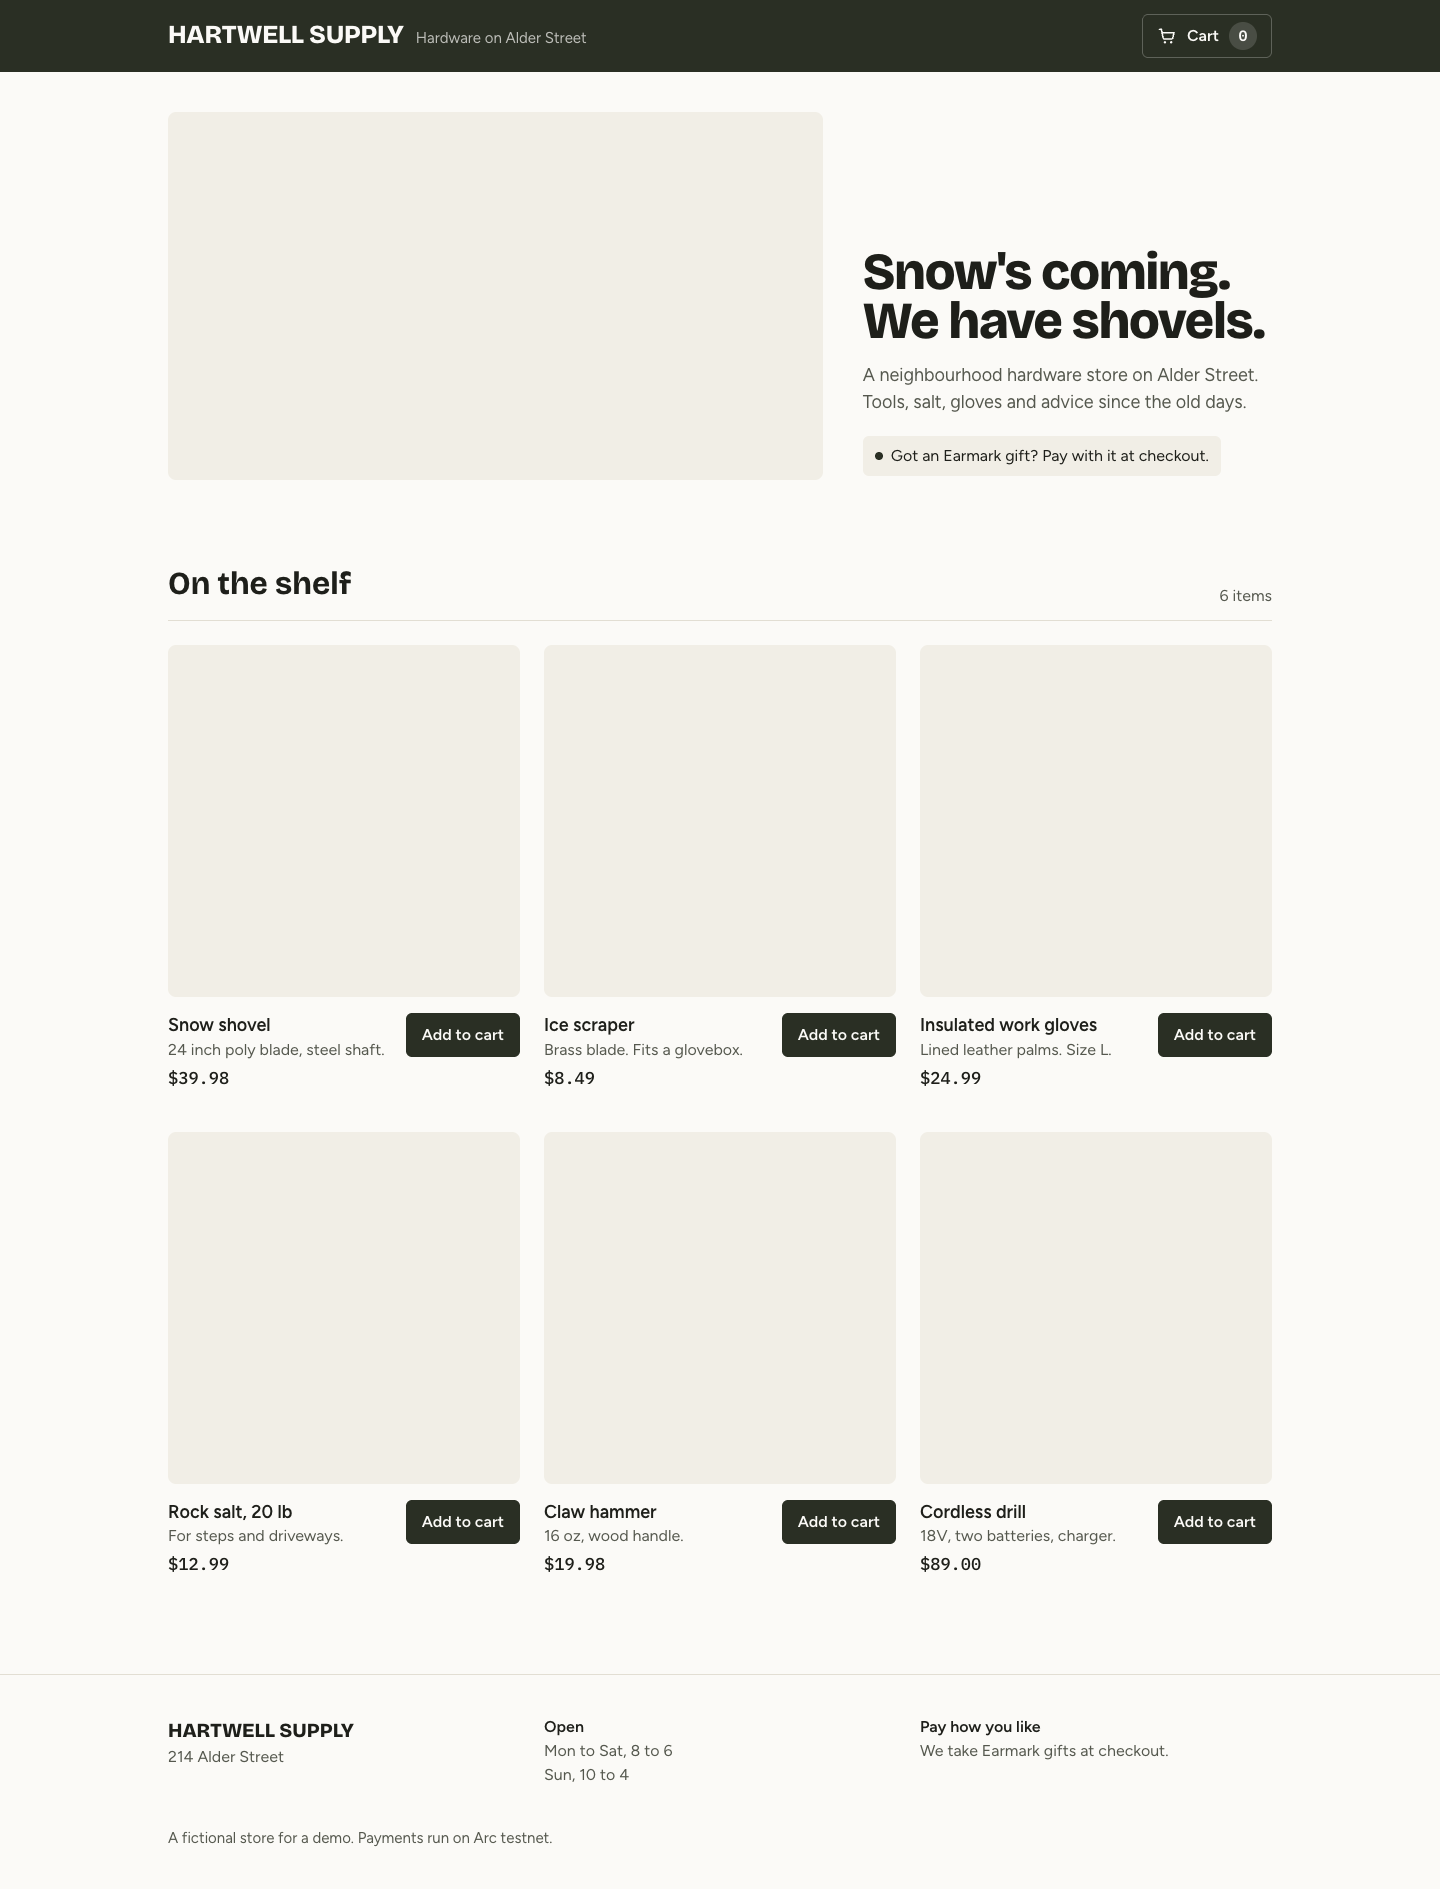 HARTWELL SUPPLY Hardware on Alder Street
Cart 0
Snow's coming.
We have shovels.
A neighbourhood hardware store on Alder Street.
Tools, salt, gloves and advice since the old days.
Got an Earmark gift? Pay with it at checkout.
On the shelf
6 items
Snow shovel
24 inch poly blade, steel shaft.
$39.98
Add to cart
Ice scraper
Brass blade. Fits a glovebox.
$8.49
Add to cart
Insulated work gloves
Lined leather palms. Size L.
$24.99
Add to cart
Rock salt, 20 lb
For steps and driveways.
$12.99
Add to cart
Claw hammer
16 oz, wood handle.
$19.98
Add to cart
Cordless drill
18V, two batteries, charger.
$89.00
Add to cart
HARTWELL SUPPLY
214 Alder Street
Open
Mon to Sat, 8 to 6
Sun, 10 to 4
Pay how you like
We take Earmark gifts at checkout.
A fictional store for a demo. Payments run on Arc testnet.